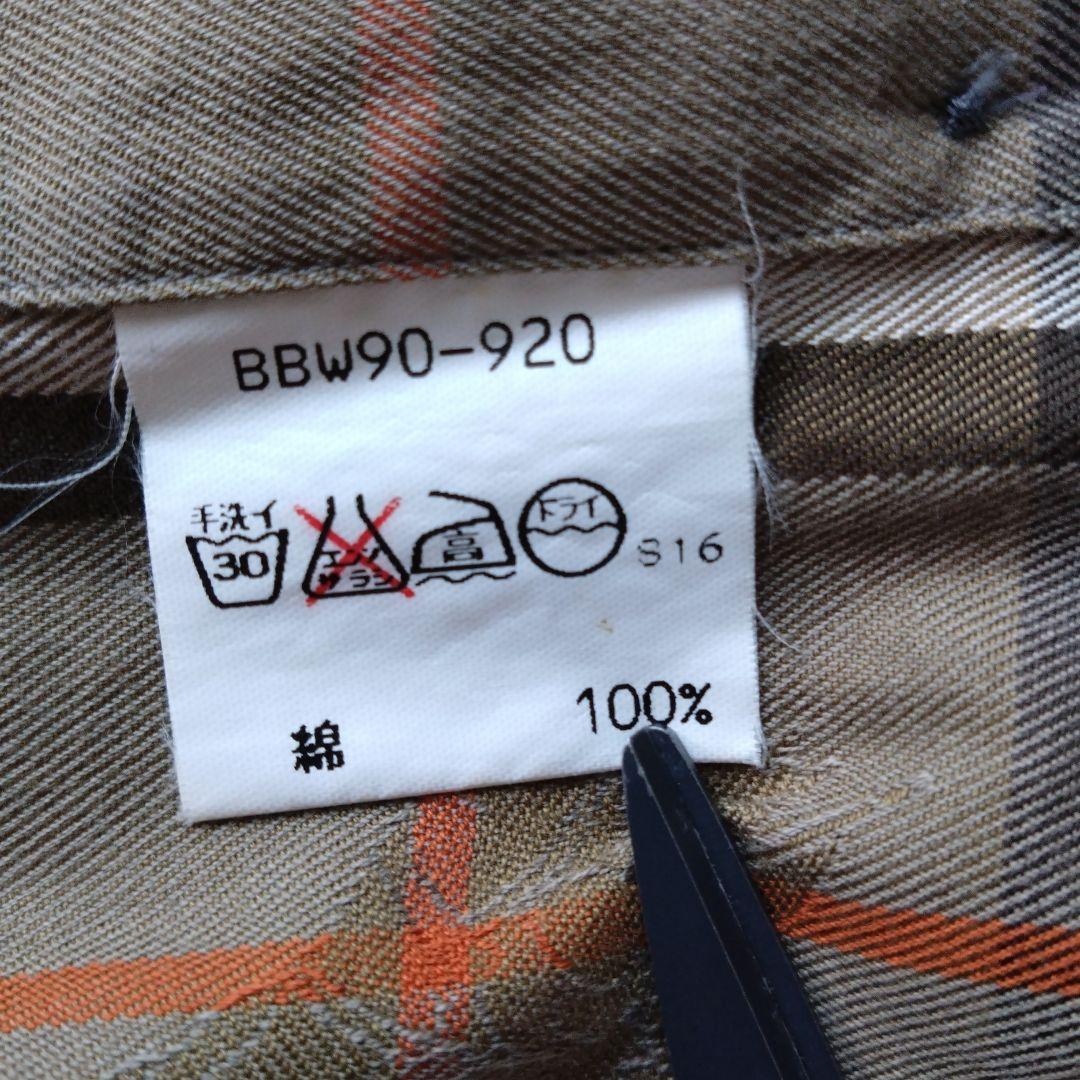 BBW90-920
手洗イ
30
エンソ
サラシ
高
ドライ
S16
綿 100%